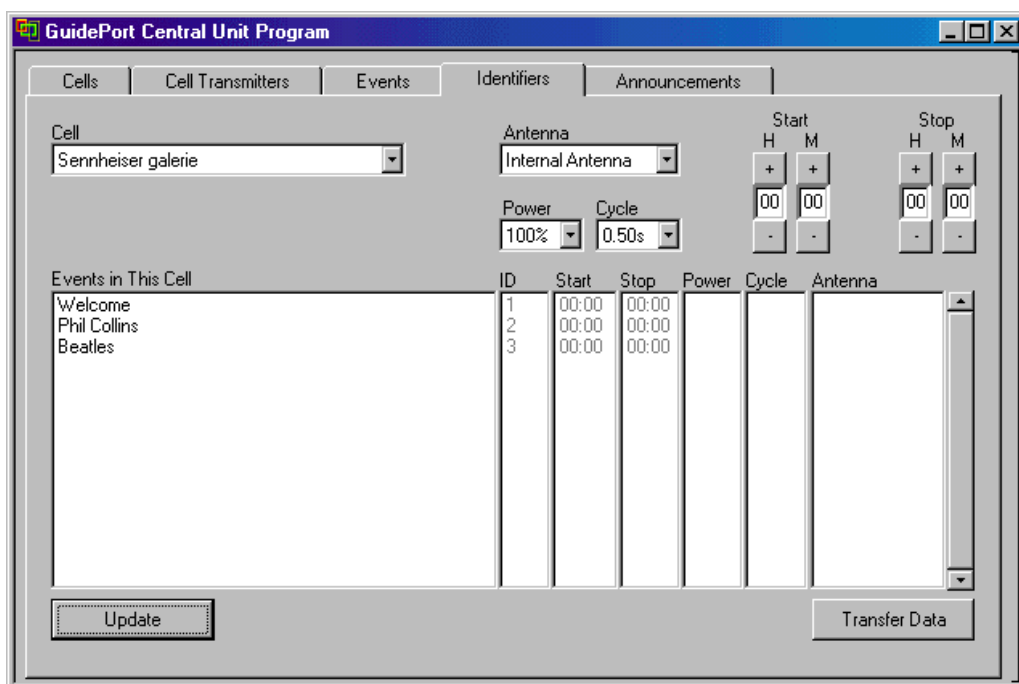 GuidePort Central Unit Program
Cells Cell Transmitters Events Identifiers Announcements
Cell Antenna Start Stop
H M H M
Sennheiser galerie Internal Antenna + + + +
00 00 00 00
Power Cycle
100% 0.50s - - - -
Events in This Cell ID Start Stop Power Cycle Antenna
Welcome 1 00:00 00:00
Phil Collins 2 00:00 00:00
Beatles 3 00:00 00:00
Update Transfer Data